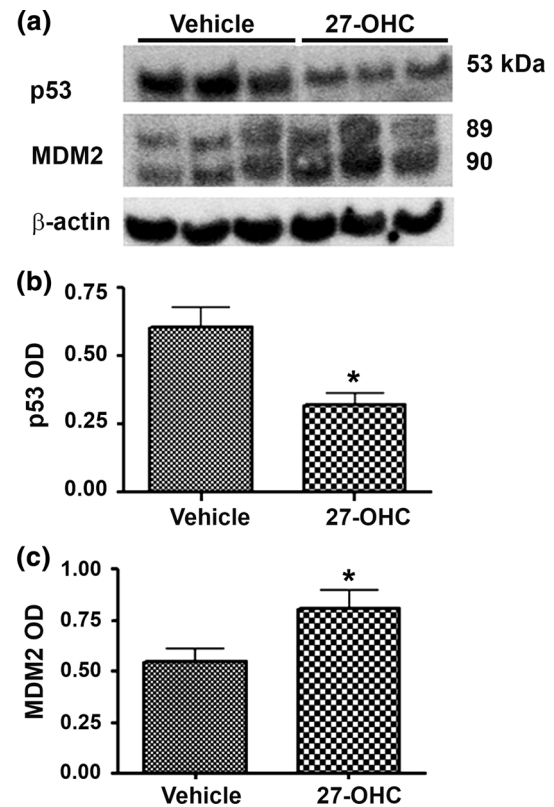 (a)
Vehicle 27-OHC
p53
53 kDa
MDM2
89
90
β-actin
(b)
p53 OD
0.75
0.50
0.25
0.00
*
Vehicle 27-OHC
(c)
MDM2 OD
1.00
0.75
0.50
0.25
0.00
*
Vehicle 27-OHC